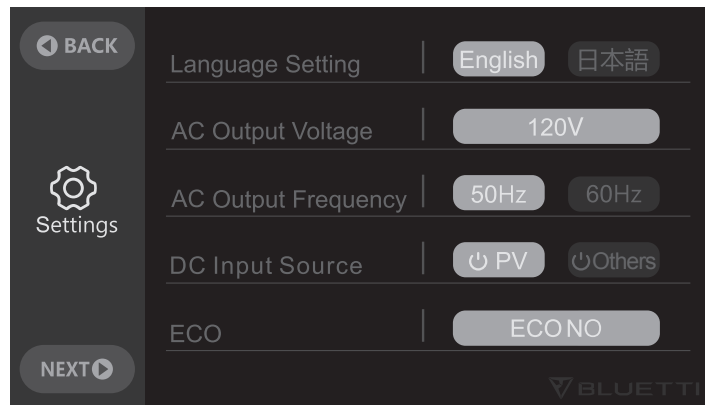 BACK
Language Setting English 日本語
AC Output Voltage 120V
Settings
AC Output Frequency 50Hz 60Hz
DC Input Source PV Others
ECO ECO NO
NEXT
BLUETTI